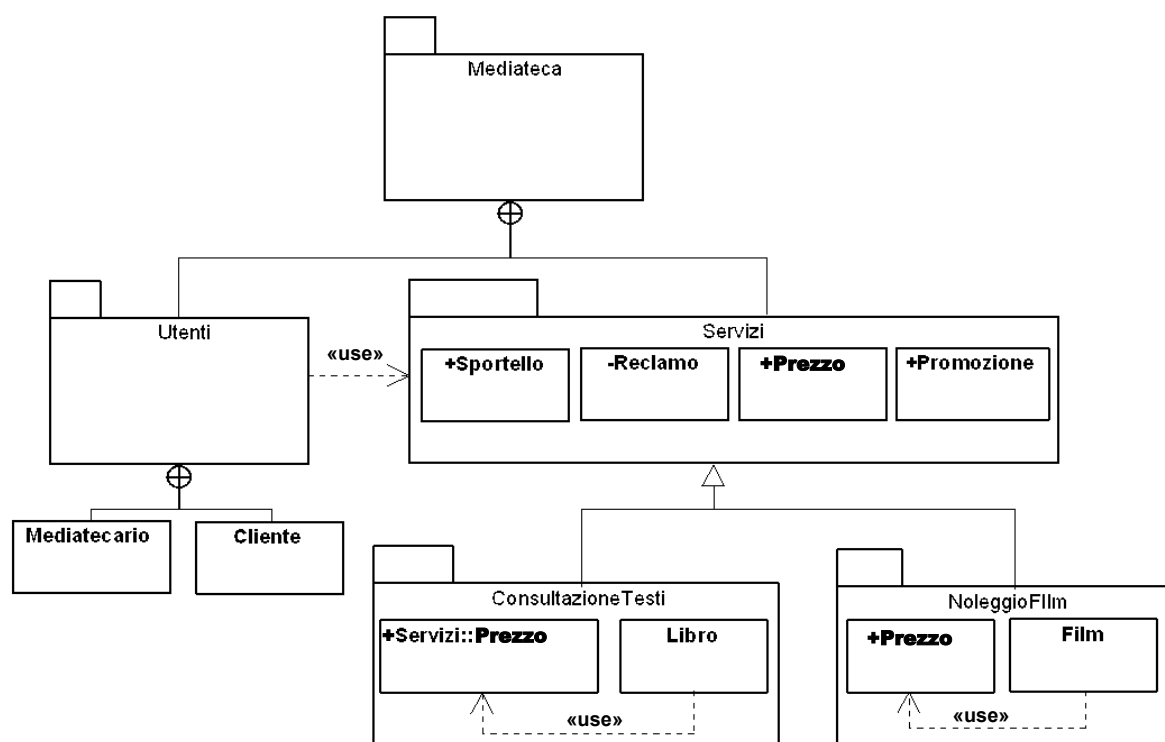 Mediateca
Utenti
«use»
Servizi
+Sportello
-Reclamo
+Prezzo
+Promozione
Mediatecario
Cliente
ConsultazioneTesti
+Servizi::Prezzo
Libro
«use»
NoleggioFIlm
+Prezzo
Film
«use»